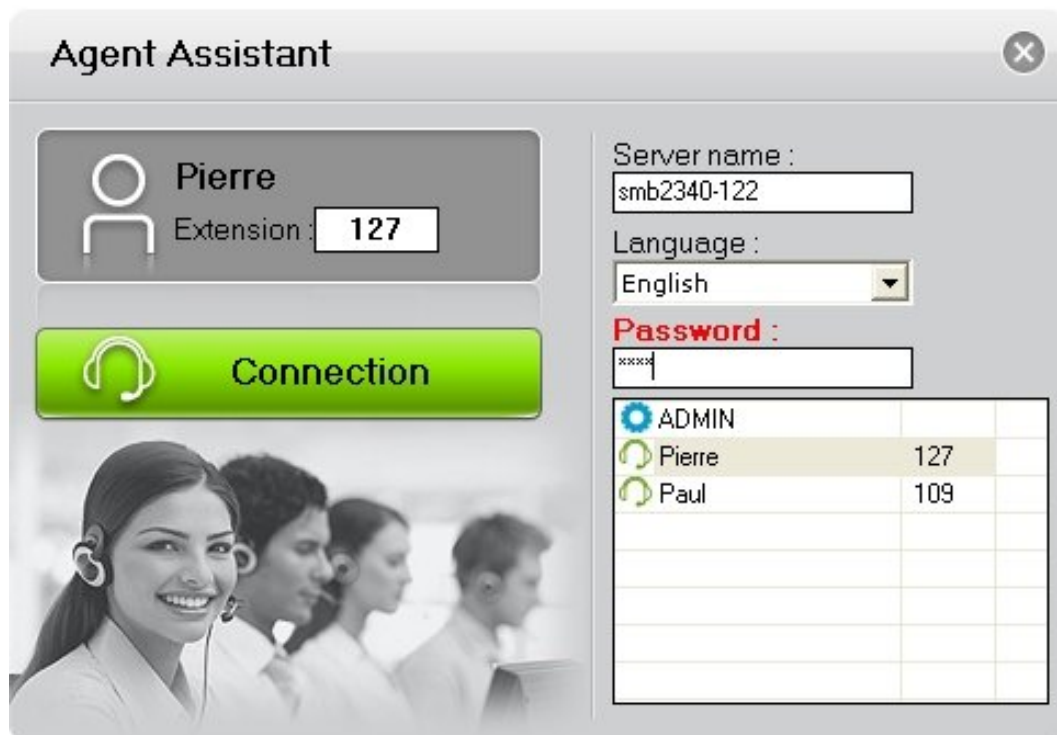 Agent Assistant
Pierre
Extension : 127
Connection
Server name :
smb2340-122
Language :
English
Password :
****
ADMIN
Pierre 127
Paul 109